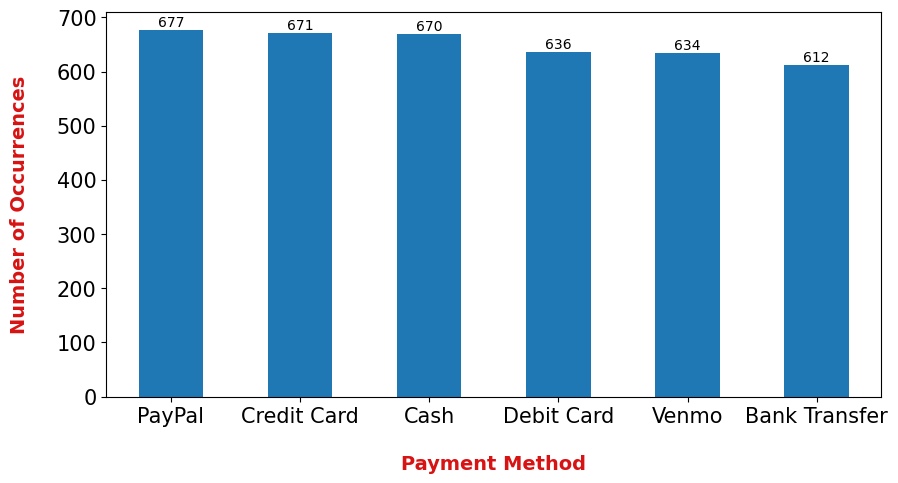 700
600
500
400
300
200
100
0
677
671
670
636
634
612
Number of Occurrences
PayPal
Credit Card
Cash
Debit Card
Venmo
Bank Transfer
Payment Method